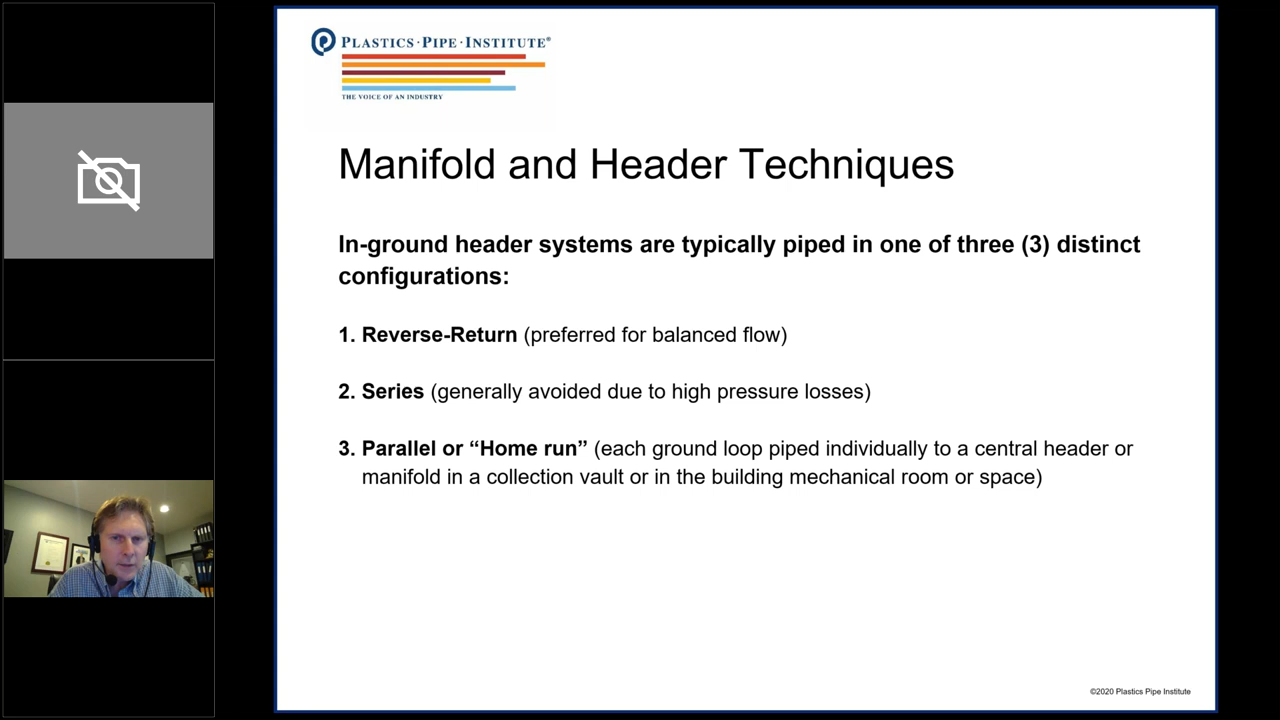 PLASTICS·PIPE·INSTITUTE®
THE VOICE OF AN INDUSTRY
Manifold and Header Techniques
In-ground header systems are typically piped in one of three (3) distinct
configurations:
1. Reverse-Return (preferred for balanced flow)
2. Series (generally avoided due to high pressure losses)
3. Parallel or “Home run” (each ground loop piped individually to a central header or
manifold in a collection vault or in the building mechanical room or space)
©2020 Plastics Pipe Institute